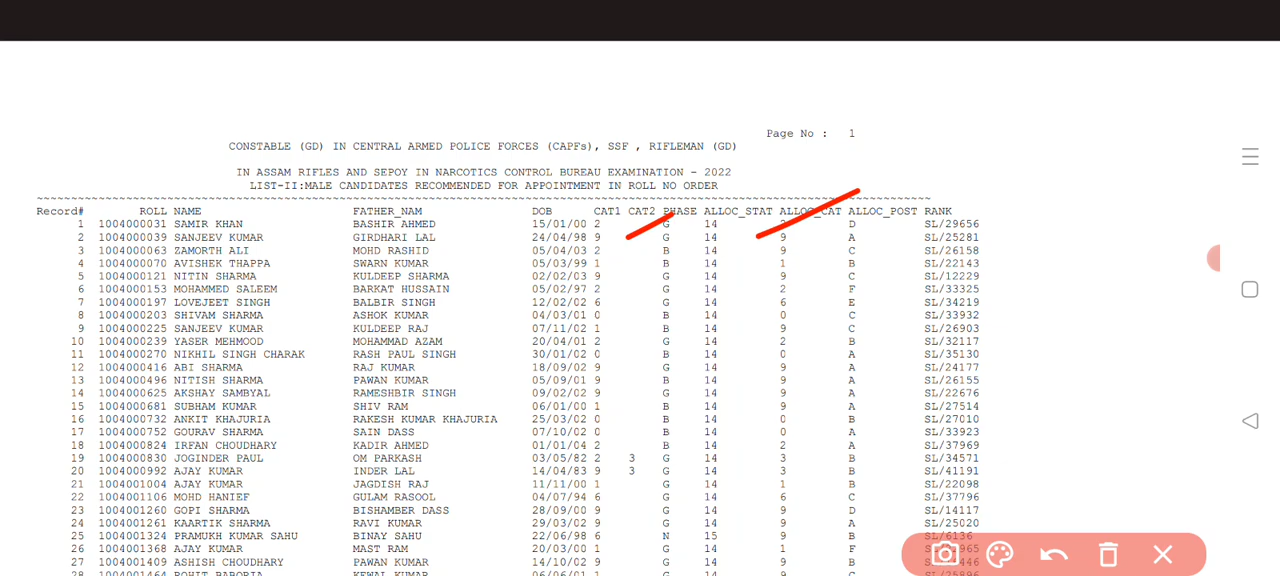 Page No : 1
CONSTABLE (GD) IN CENTRAL ARMED POLICE FORCES (CAPFs), SSF , RIFLEMAN (GD)
IN ASSAM RIFLES AND SEPOY IN NARCOTICS CONTROL BUREAU EXAMINATION - 2022
LIST-II:MALE CANDIDATES RECOMMENDED FOR APPOINTMENT IN ROLL NO ORDER
Record# ROLL NAME FATHER_NAM DOB CAT1 CAT2 PHASE ALLOC_STAT ALLOC_CAT ALLOC_POST RANK
1 1004000031 SAMIR KHAN BASHIR AHMED 15/01/00 2 G 14 D SL/29656
2 1004000039 SANJEEV KUMAR GIRDHARI LAL 24/04/98 9 G 14 9 A SL/25281
3 1004000063 ZAMORTH ALI MOHD RASHID 05/04/03 2 B 14 9 C SL/26158
4 1004000070 AVISHEK THAPPA SWARN KUMAR 05/03/99 1 B 14 1 B SL/22143
5 1004000121 NITIN SHARMA KULDEEP SHARMA 02/02/03 9 G 14 9 C SL/12229
6 1004000153 MOHAMMED SALEEM BARKAT HUSSAIN 05/02/97 2 G 14 2 F SL/33325
7 1004000197 LOVEJEET SINGH BALBIR SINGH 12/02/02 6 G 14 6 E SL/34219
8 1004000203 SHIVAM SHARMA ASHOK KUMAR 04/03/01 0 B 14 0 C SL/33932
9 1004000225 SANJEEV KUMAR KULDEEP RAJ 07/11/02 1 B 14 9 C SL/26903
10 1004000239 YASER MEHMOOD MOHAMMAD AZAM 20/04/01 2 G 14 2 B SL/32117
11 1004000270 NIKHIL SINGH CHARAK RASH PAUL SINGH 30/01/02 0 B 14 0 A SL/35130
12 1004000416 ABI SHARMA RAJ KUMAR 18/09/02 9 G 14 9 A SL/24177
13 1004000496 NITISH SHARMA PAWAN KUMAR 05/09/01 9 B 14 9 A SL/26155
14 1004000625 AKSHAY SAMBYAL RAMESHBIR SINGH 09/02/02 9 G 14 9 A SL/22676
15 1004000681 SUBHAM KUMAR SHIV RAM 06/01/00 1 B 14 9 A SL/27514
16 1004000732 ANKIT KHAJURIA RAKESH KUMAR KHAJURIA 25/03/02 0 B 14 0 B SL/27010
17 1004000752 GOURAV SHARMA SAIN DASS 07/10/02 0 B 14 0 A SL/33923
18 1004000824 IRFAN CHOUDHARY KADIR AHMED 01/01/04 2 B 14 2 A SL/37969
19 1004000830 JOGINDER PAUL OM PARKASH 03/05/82 2 3 G 14 3 B SL/34571
20 1004000992 AJAY KUMAR INDER LAL 14/04/83 9 3 G 14 3 B SL/41191
21 1004001004 AJAY KUMAR JAGDISH RAJ 11/11/00 1 G 14 1 B SL/22098
22 1004001106 MOHD HANIEF GULAM RASOOL 04/07/94 6 G 14 6 C SL/37796
23 1004001260 GOPI SHARMA BISHAMBER DASS 28/09/00 9 G 14 9 D SL/14117
24 1004001261 KAARTIK SHARMA RAVI KUMAR 29/03/02 9 G 14 9 A SL/25020
25 1004001324 PRAMUKH KUMAR SAHU BINAY SAHU 22/06/98 6 N 15 9 B SL/6136
26 1004001368 AJAY KUMAR MAST RAM 20/03/00 1 G 14 1 F
27 1004001409 ASHISH CHOUDHARY PAWAN KUMAR 14/10/02 9 G 14 9 B
28 1004001464 ROHIT BABORIA KEWAL KUMAR 06/06/01 1 G 14 9 C SL/25896